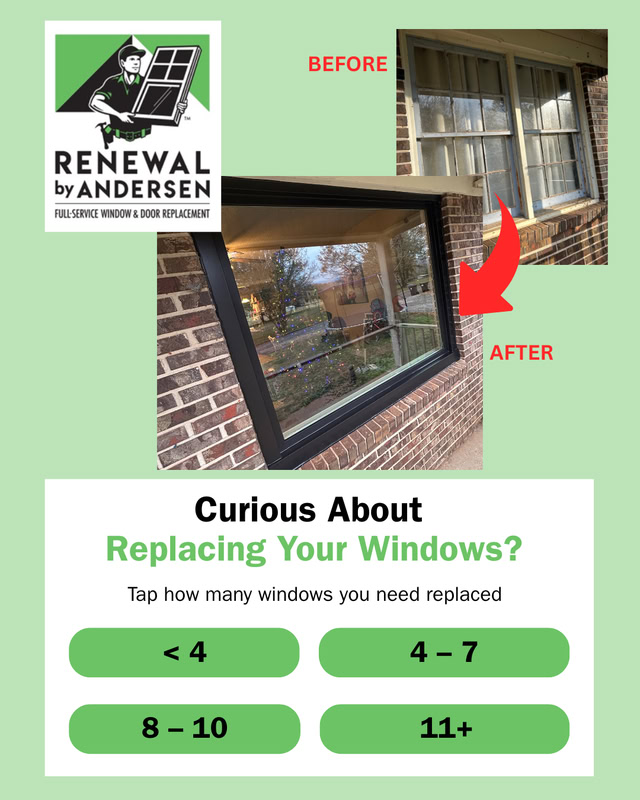 RENEWAL
by ANDERSEN
FULL-SERVICE WINDOW & DOOR REPLACEMENT
TM
BEFORE
AFTER
Curious About
Replacing Your Windows?
Tap how many windows you need replaced
< 4
4 – 7
8 – 10
11+